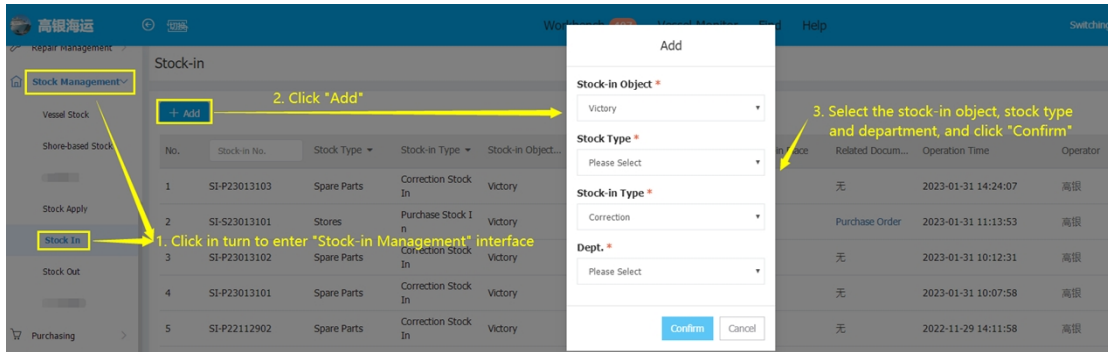 高银海运
切换
Help
Switching
Repair Management
Stock-in
Add
Stock Management
Stock-in Object *
2. Click "Add"
Vessel Stock
+ Add
Victory
3. Select the stock-in object, stock type
and department, and click "Confirm"
Stock Type *
Shore-based Stock
No.
Stock-in No.
Stock Type
Stock-in Type
Stock-in Object...
Related Docum...
Operation Time
Operator
Please Select
Stock-in Type *
1
SI-P23013103
Spare Parts
Correction Stock
In
Victory
无
2023-01-31 14:24:07
高银
Stock Apply
Correction
2
SI-S23013101
Stores
Purchase Stock I
n
Victory
Purchase Order
2023-01-31 11:13:53
高银
Stock In
1. Click in turn to enter "Stock-in Management" interface
Dept. *
3
SI-P23013102
Spare Parts
Correction Stock
In
Victory
无
2023-01-31 10:12:31
高银
Stock Out
Please Select
4
SI-P23013101
Spare Parts
Correction Stock
In
Victory
无
2023-01-31 10:07:58
高银
Purchasing
5
SI-P22112902
Spare Parts
Correction Stock
In
Victory
无
2022-11-29 14:11:58
高银
Confirm
Cancel